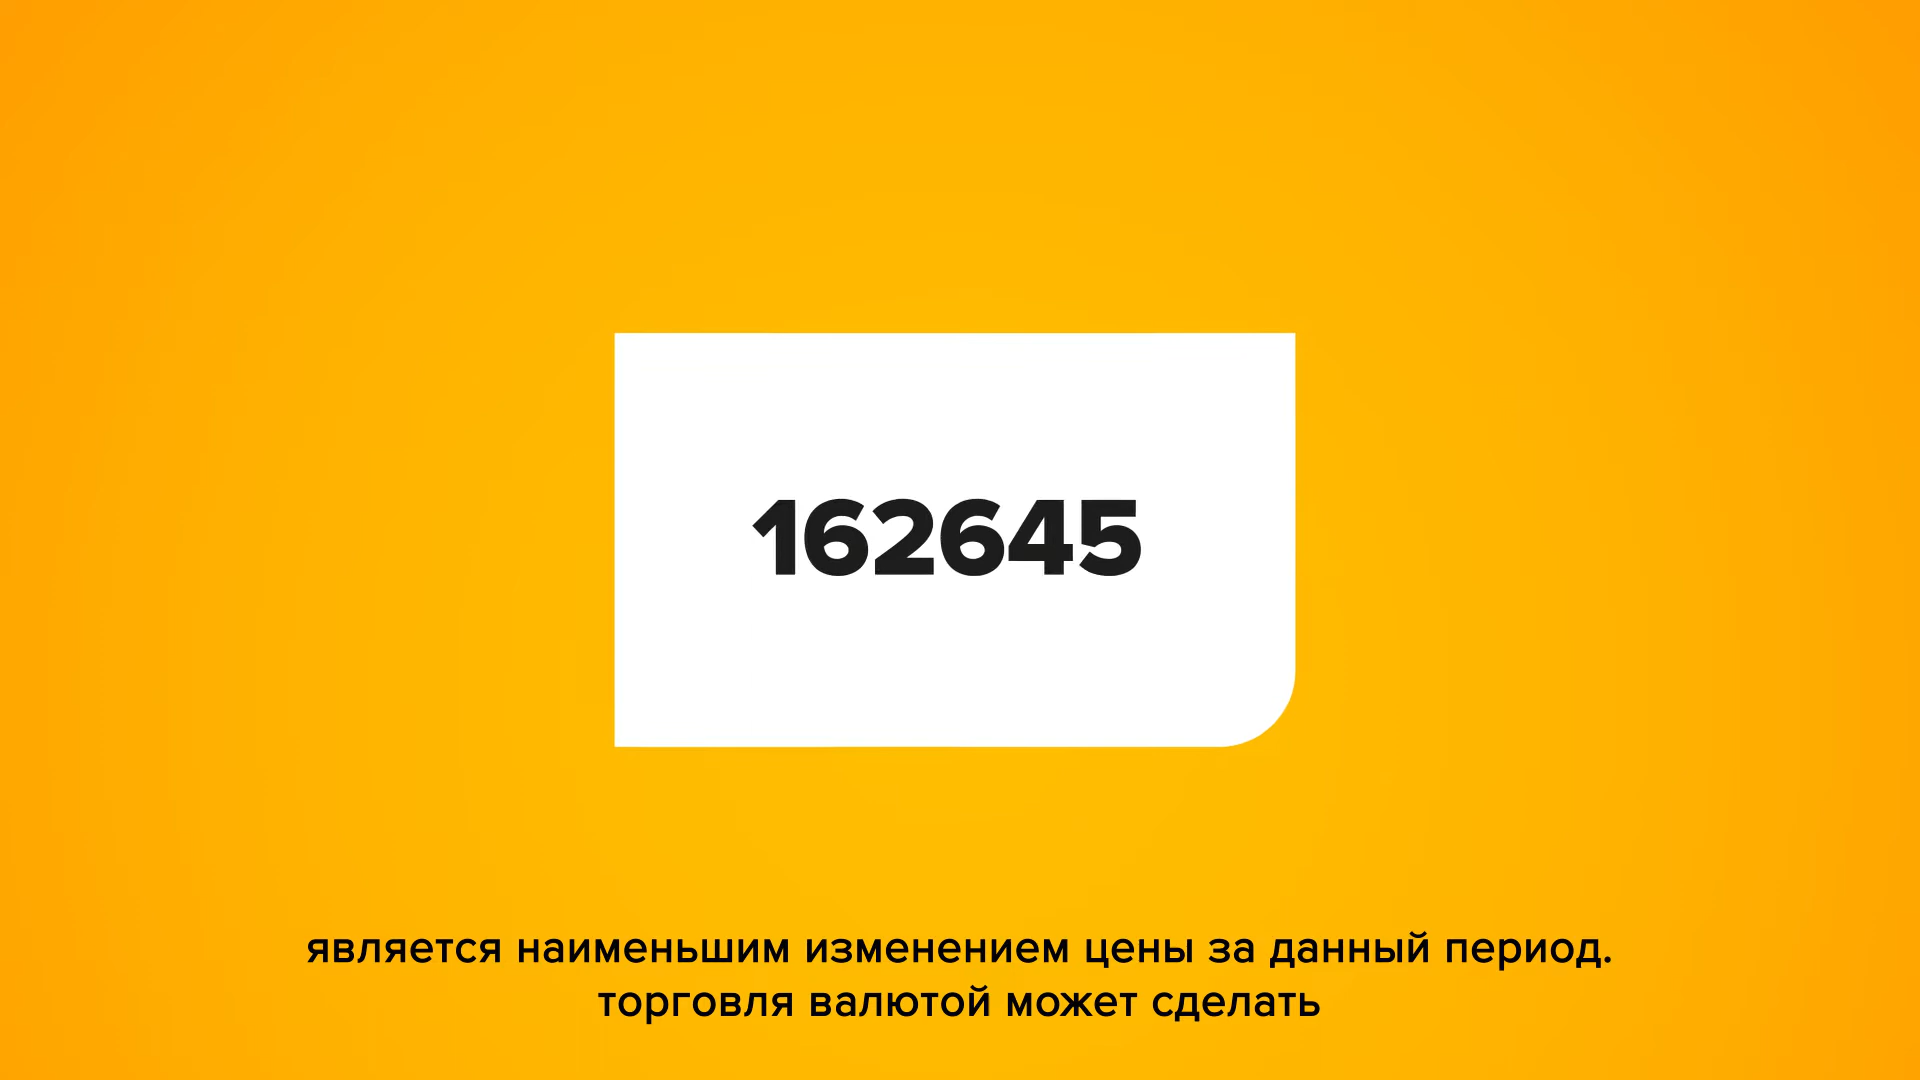 162645
является наименьшим изменением цены за данный период.
торговля валютой может сделать